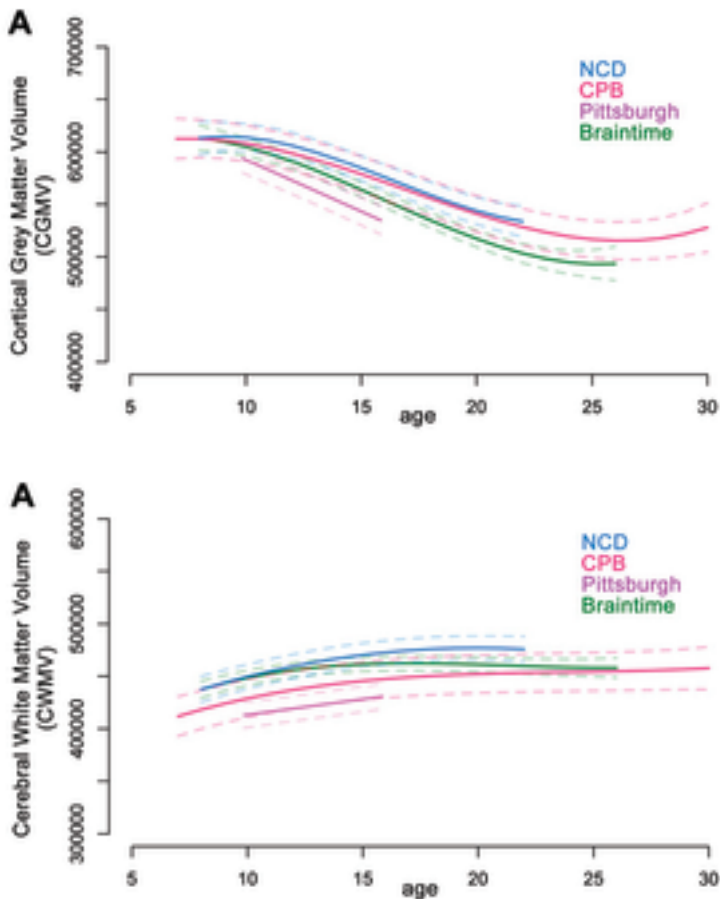 A
Cortical Grey Matter Volume
(CGMV)
700000
600000
500000
400000
NCD
CPB
Pittsburgh
Braintime
5 10 15 20 25 30
age
A
Cerebral White Matter Volume
(CWMV)
600000
500000
400000
300000
NCD
CPB
Pittsburgh
Braintime
5 10 15 20 25 30
age